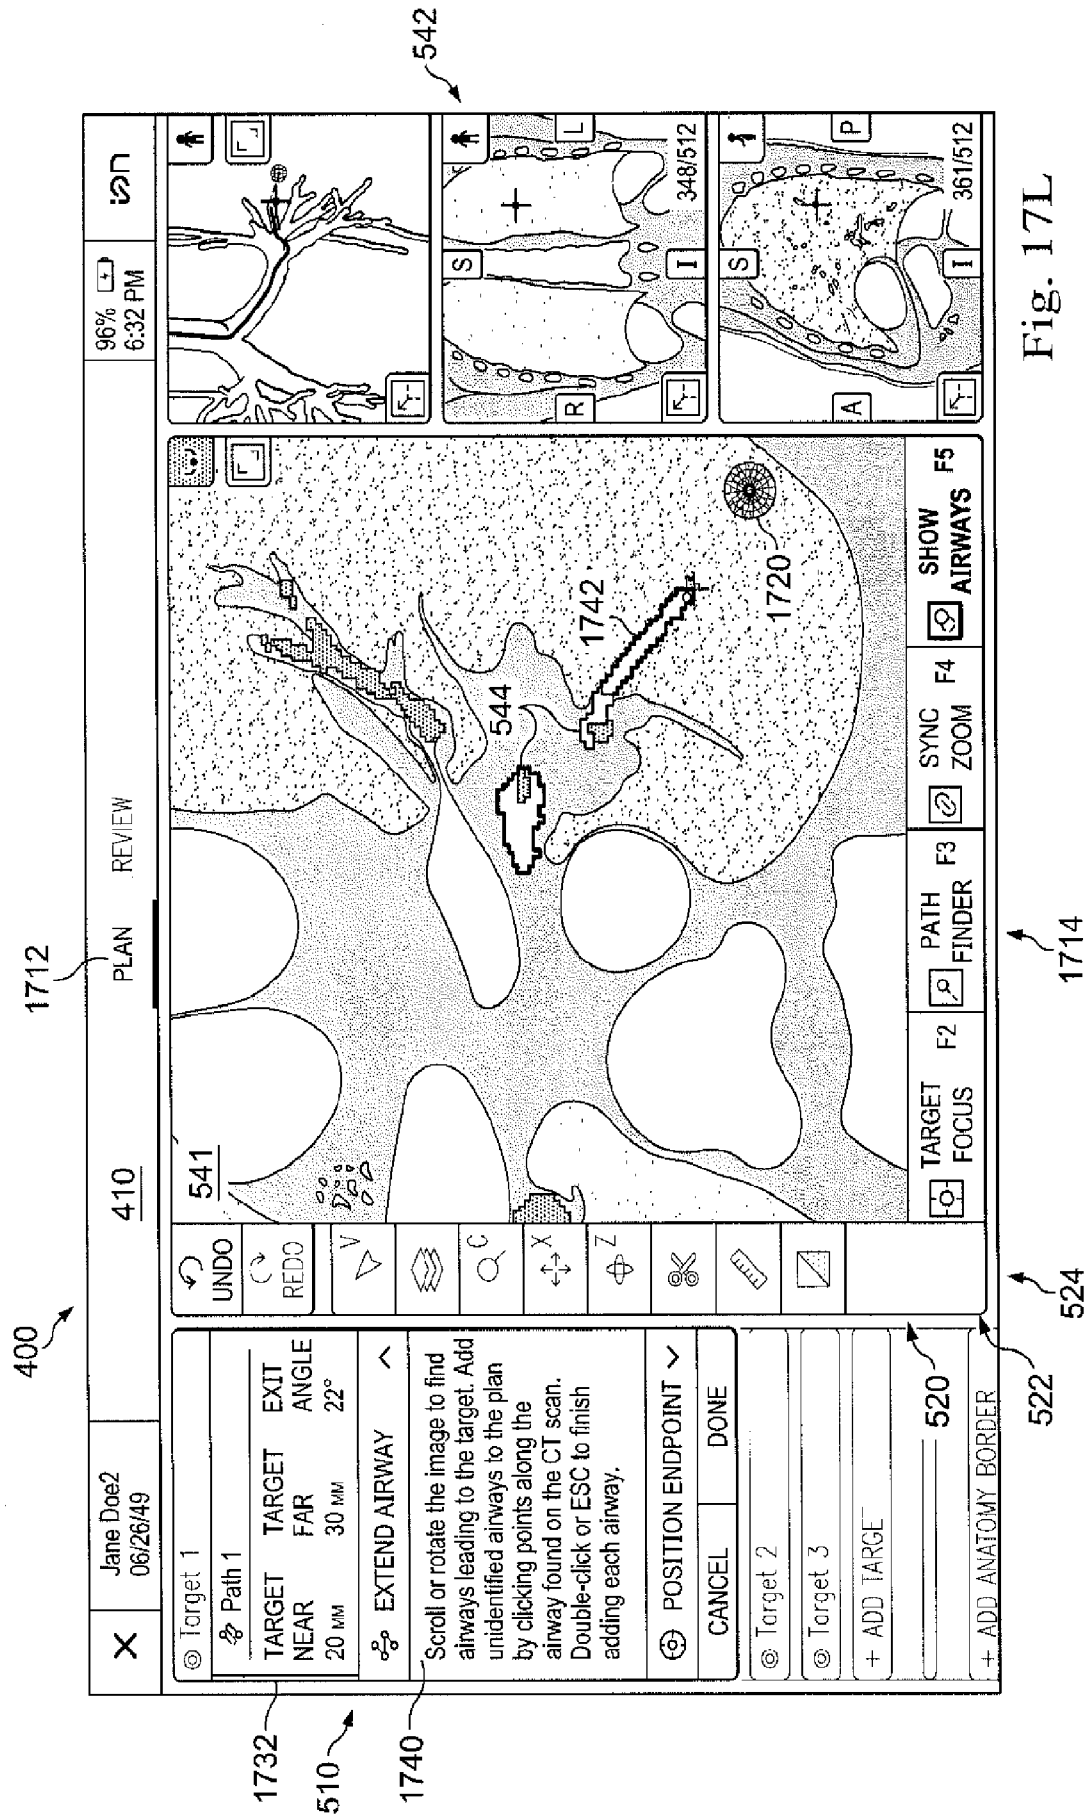 400
1712
542
X
Jane Doe2
06/26/49
410
PLAN
REVIEW
96%
6:32 PM
Target 1
Path 1
TARGET NEAR
20 MM
TARGET FAR
30 MM
EXIT ANGLE
22°
EXTEND AIRWAY
Scroll or rotate the image to find
airways leading to the target. Add
unidentified airways to the plan
by clicking points along the
airway found on the CT scan.
Double-click or ESC to finish
adding each airway.
POSITION ENDPOINT
CANCEL
DONE
Target 2
Target 3
+ ADD TARGET
+ ADD ANATOMY BORDER
1732
510
1740
UNDO
REDO
V
C
X
Z
541
544
1742
1720
TARGET
FOCUS
F2
PATH
FINDER
F3
SYNC
ZOOM
F4
SHOW
AIRWAYS
F5
S
R
L
I
348/512
S
A
P
I
361/512
520
522
524
1714
Fig. 17L